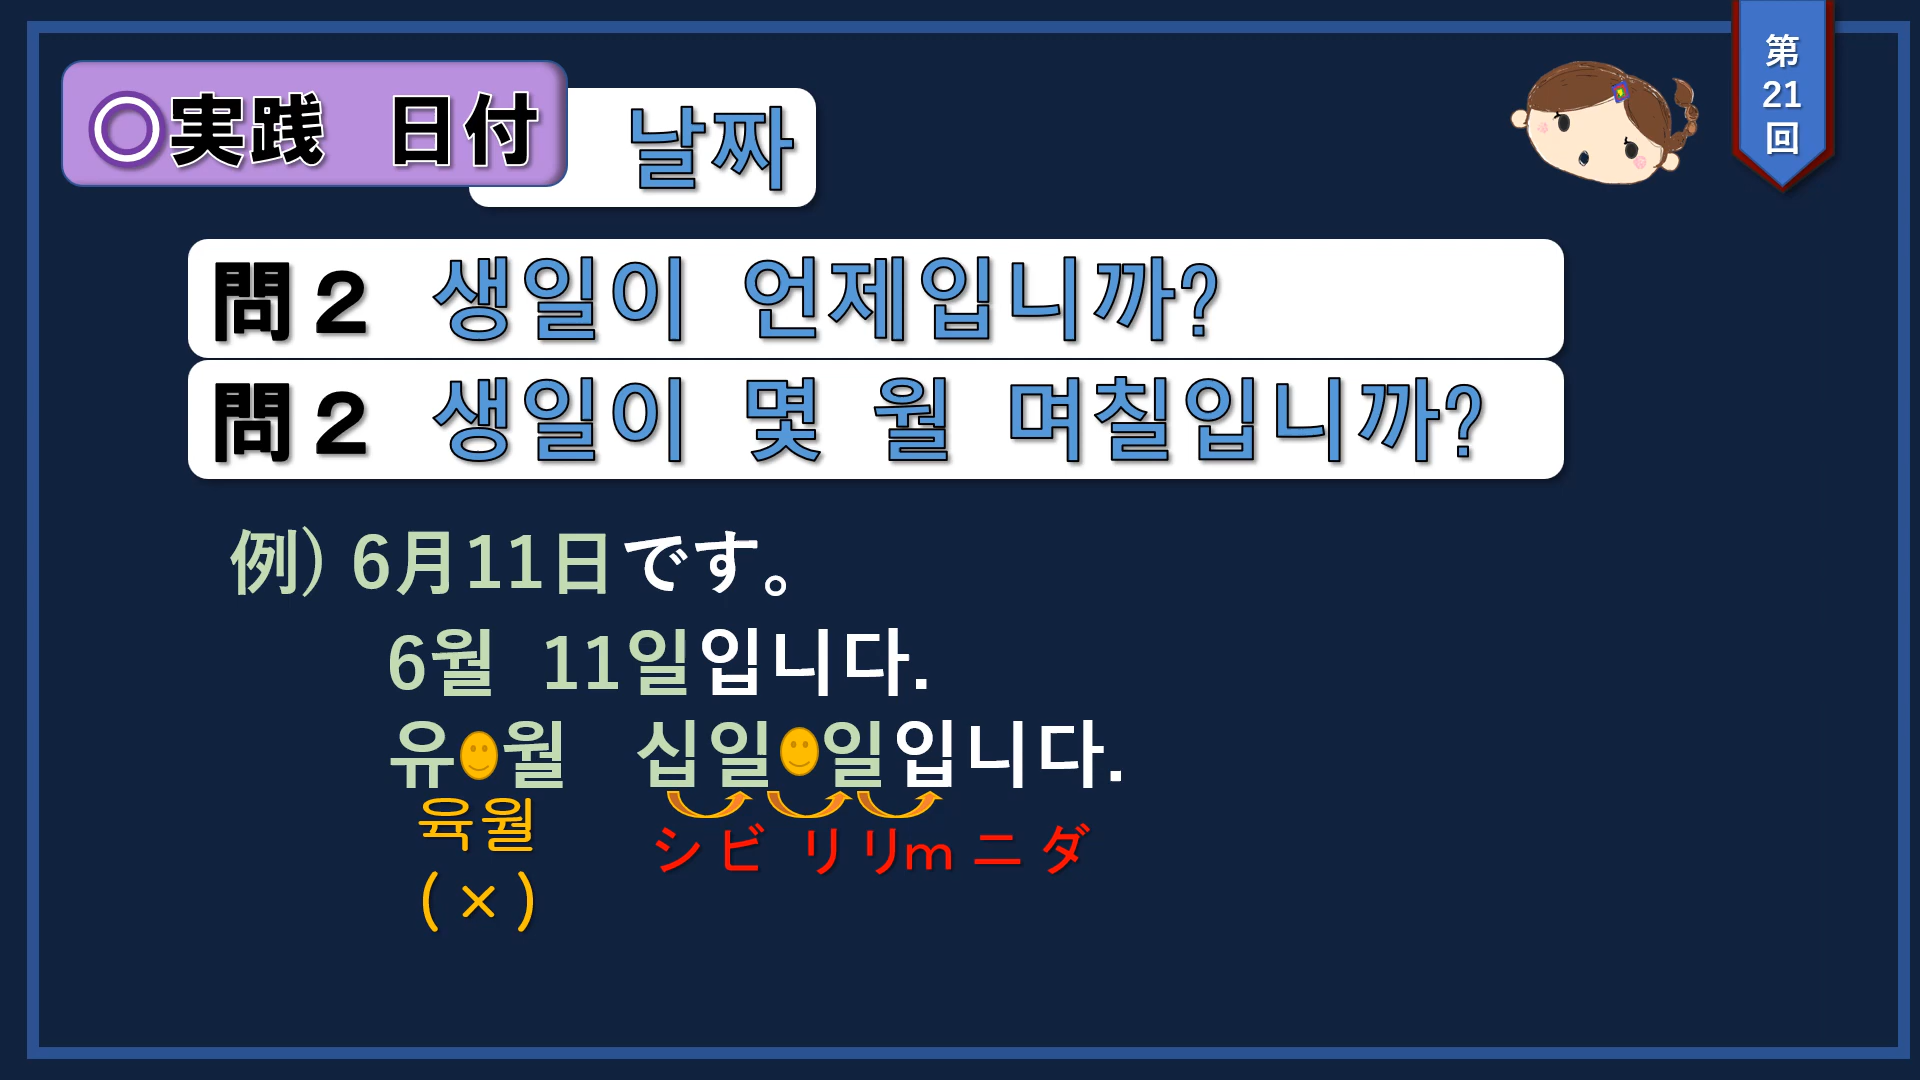 第
21
回
◎実践　日付
날짜
問２ 생일이 언제입니까?
問２ 생일이 몇 월 며칠입니까?
例）6月11日です。
6월 11일입니다.
유 월 십일 일입니다.
육월
(×)
シ ビ リ リm ニ ダ